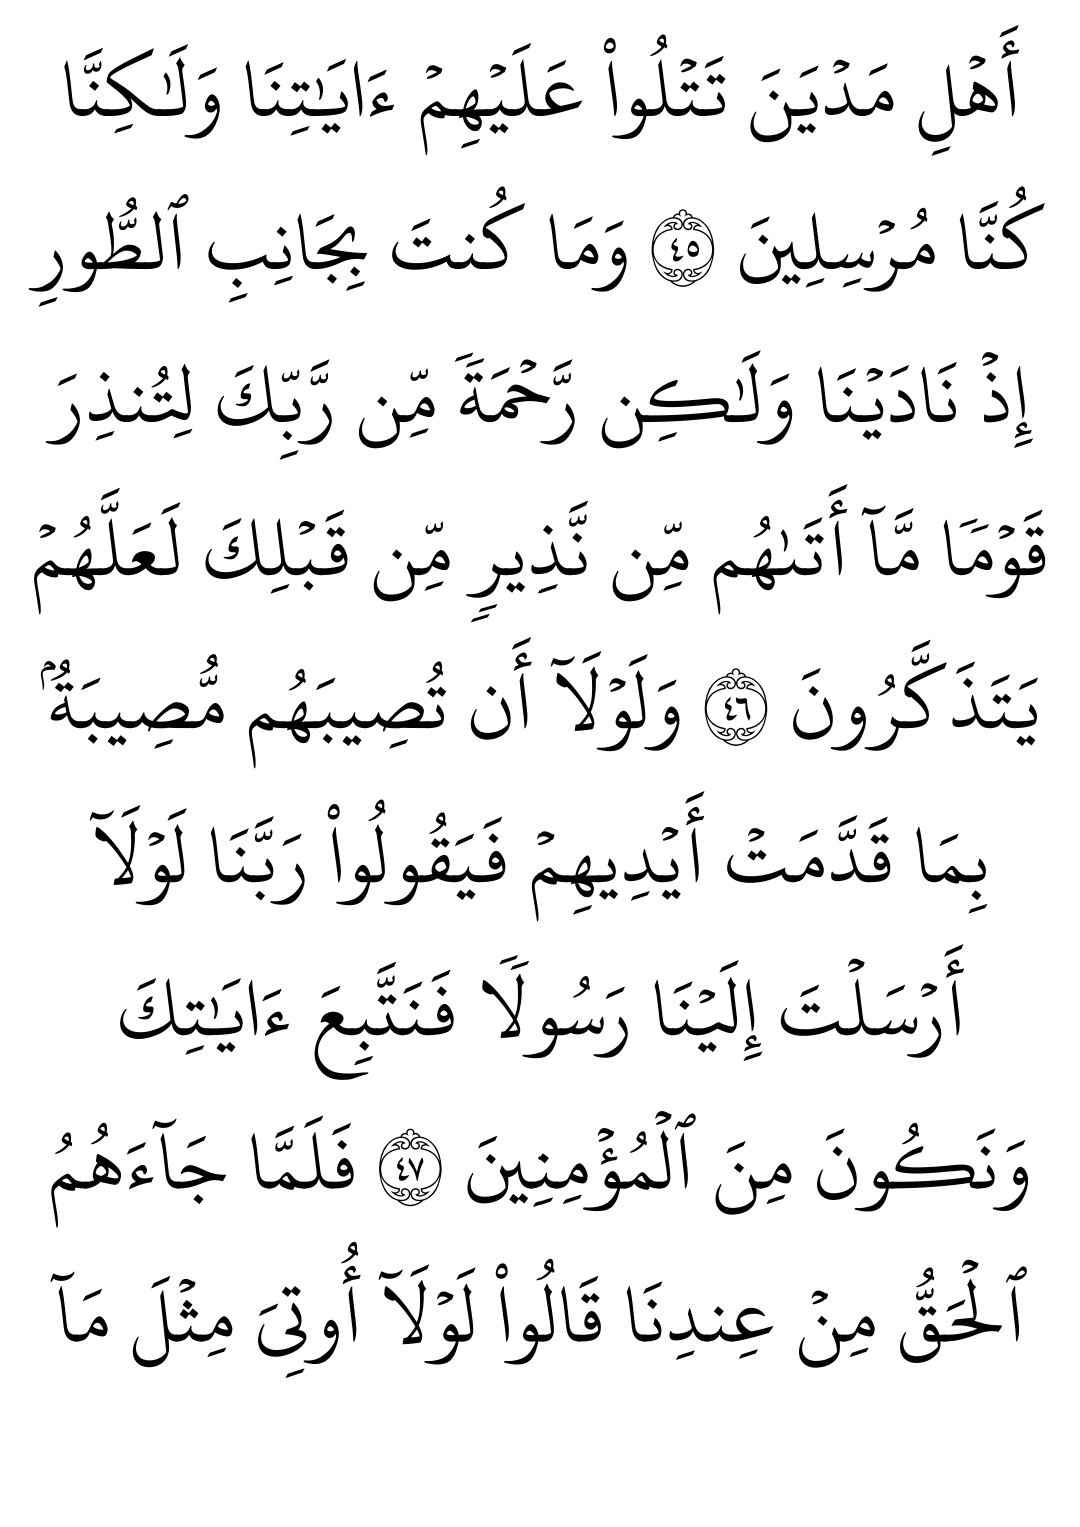 أَهۡلِ مَدۡيَنَ تَتۡلُواْ عَلَيۡهِمۡ ءَايَٰتِنَا وَلَٰكِنَّا
كُنَّا مُرۡسِلِينَ ٤٥ وَمَا كُنتَ بِجَانِبِ ٱلطُّورِ
إِذۡ نَادَيۡنَا وَلَٰكِن رَّحۡمَةٗ مِّن رَّبِّكَ لِتُنذِرَ
قَوۡمٗا مَّآ أَتَىٰهُم مِّن نَّذِيرٖ مِّن قَبۡلِكَ لَعَلَّهُمۡ
يَتَذَكَّرُونَ ٤٦ وَلَوۡلَآ أَن تُصِيبَهُم مُّصِيبَةُۢ
بِمَا قَدَّمَتۡ أَيۡدِيهِمۡ فَيَقُولُواْ رَبَّنَا لَوۡلَآ
أَرۡسَلۡتَ إِلَيۡنَا رَسُولٗا فَنَتَّبِعَ ءَايَٰتِكَ
وَنَكُونَ مِنَ ٱلۡمُؤۡمِنِينَ ٤٧ فَلَمَّا جَآءَهُمُ
ٱلۡحَقُّ مِنۡ عِندِنَا قَالُواْ لَوۡلَآ أُوتِيَ مِثۡلَ مَآ